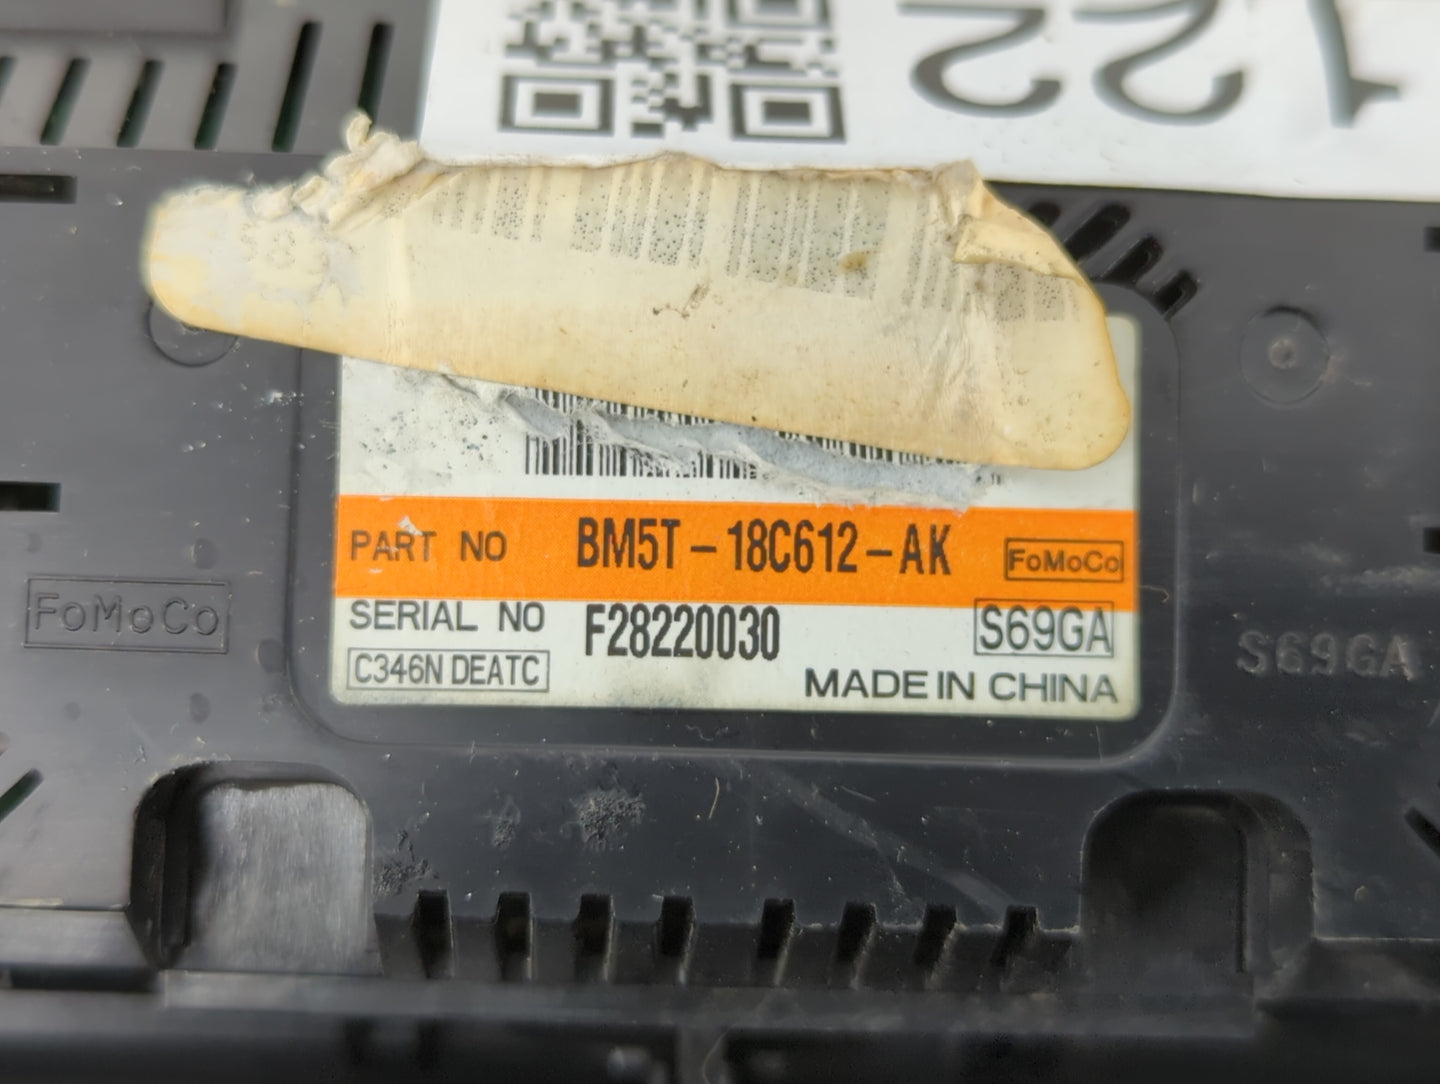 122
PART NO BM5T-18C612-AK FoMoCo
SERIAL NO F28220030 S69GA
C346N DEATC MADE IN CHINA
FoMoCo
S69GA